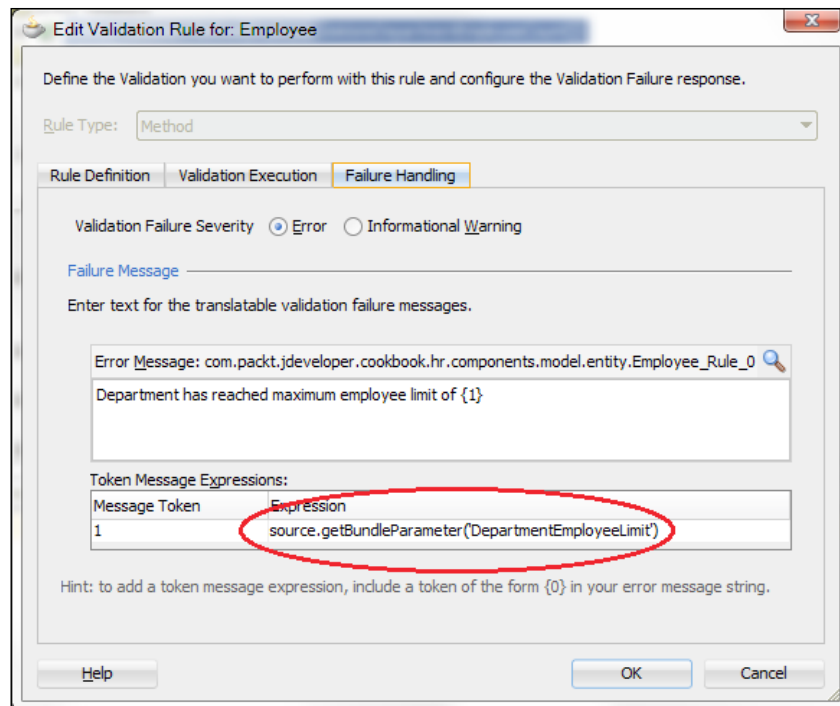 Edit Validation Rule for: Employee
Define the Validation you want to perform with this rule and configure the Validation Failure response.
Rule Type: Method
Rule Definition Validation Execution Failure Handling
Validation Failure Severity Error Informational Warning
Failure Message
Enter text for the translatable validation failure messages.
Error Message: com.packt.jdeveloper.cookbook.hr.components.model.entity.Employee_Rule_0
Department has reached maximum employee limit of {1}
Token Message Expressions:
Message Token Expression
1 source.getBundleParameter('DepartmentEmployeeLimit')
Hint: to add a token message expression, include a token of the form {0} in your error message string.
Help OK Cancel